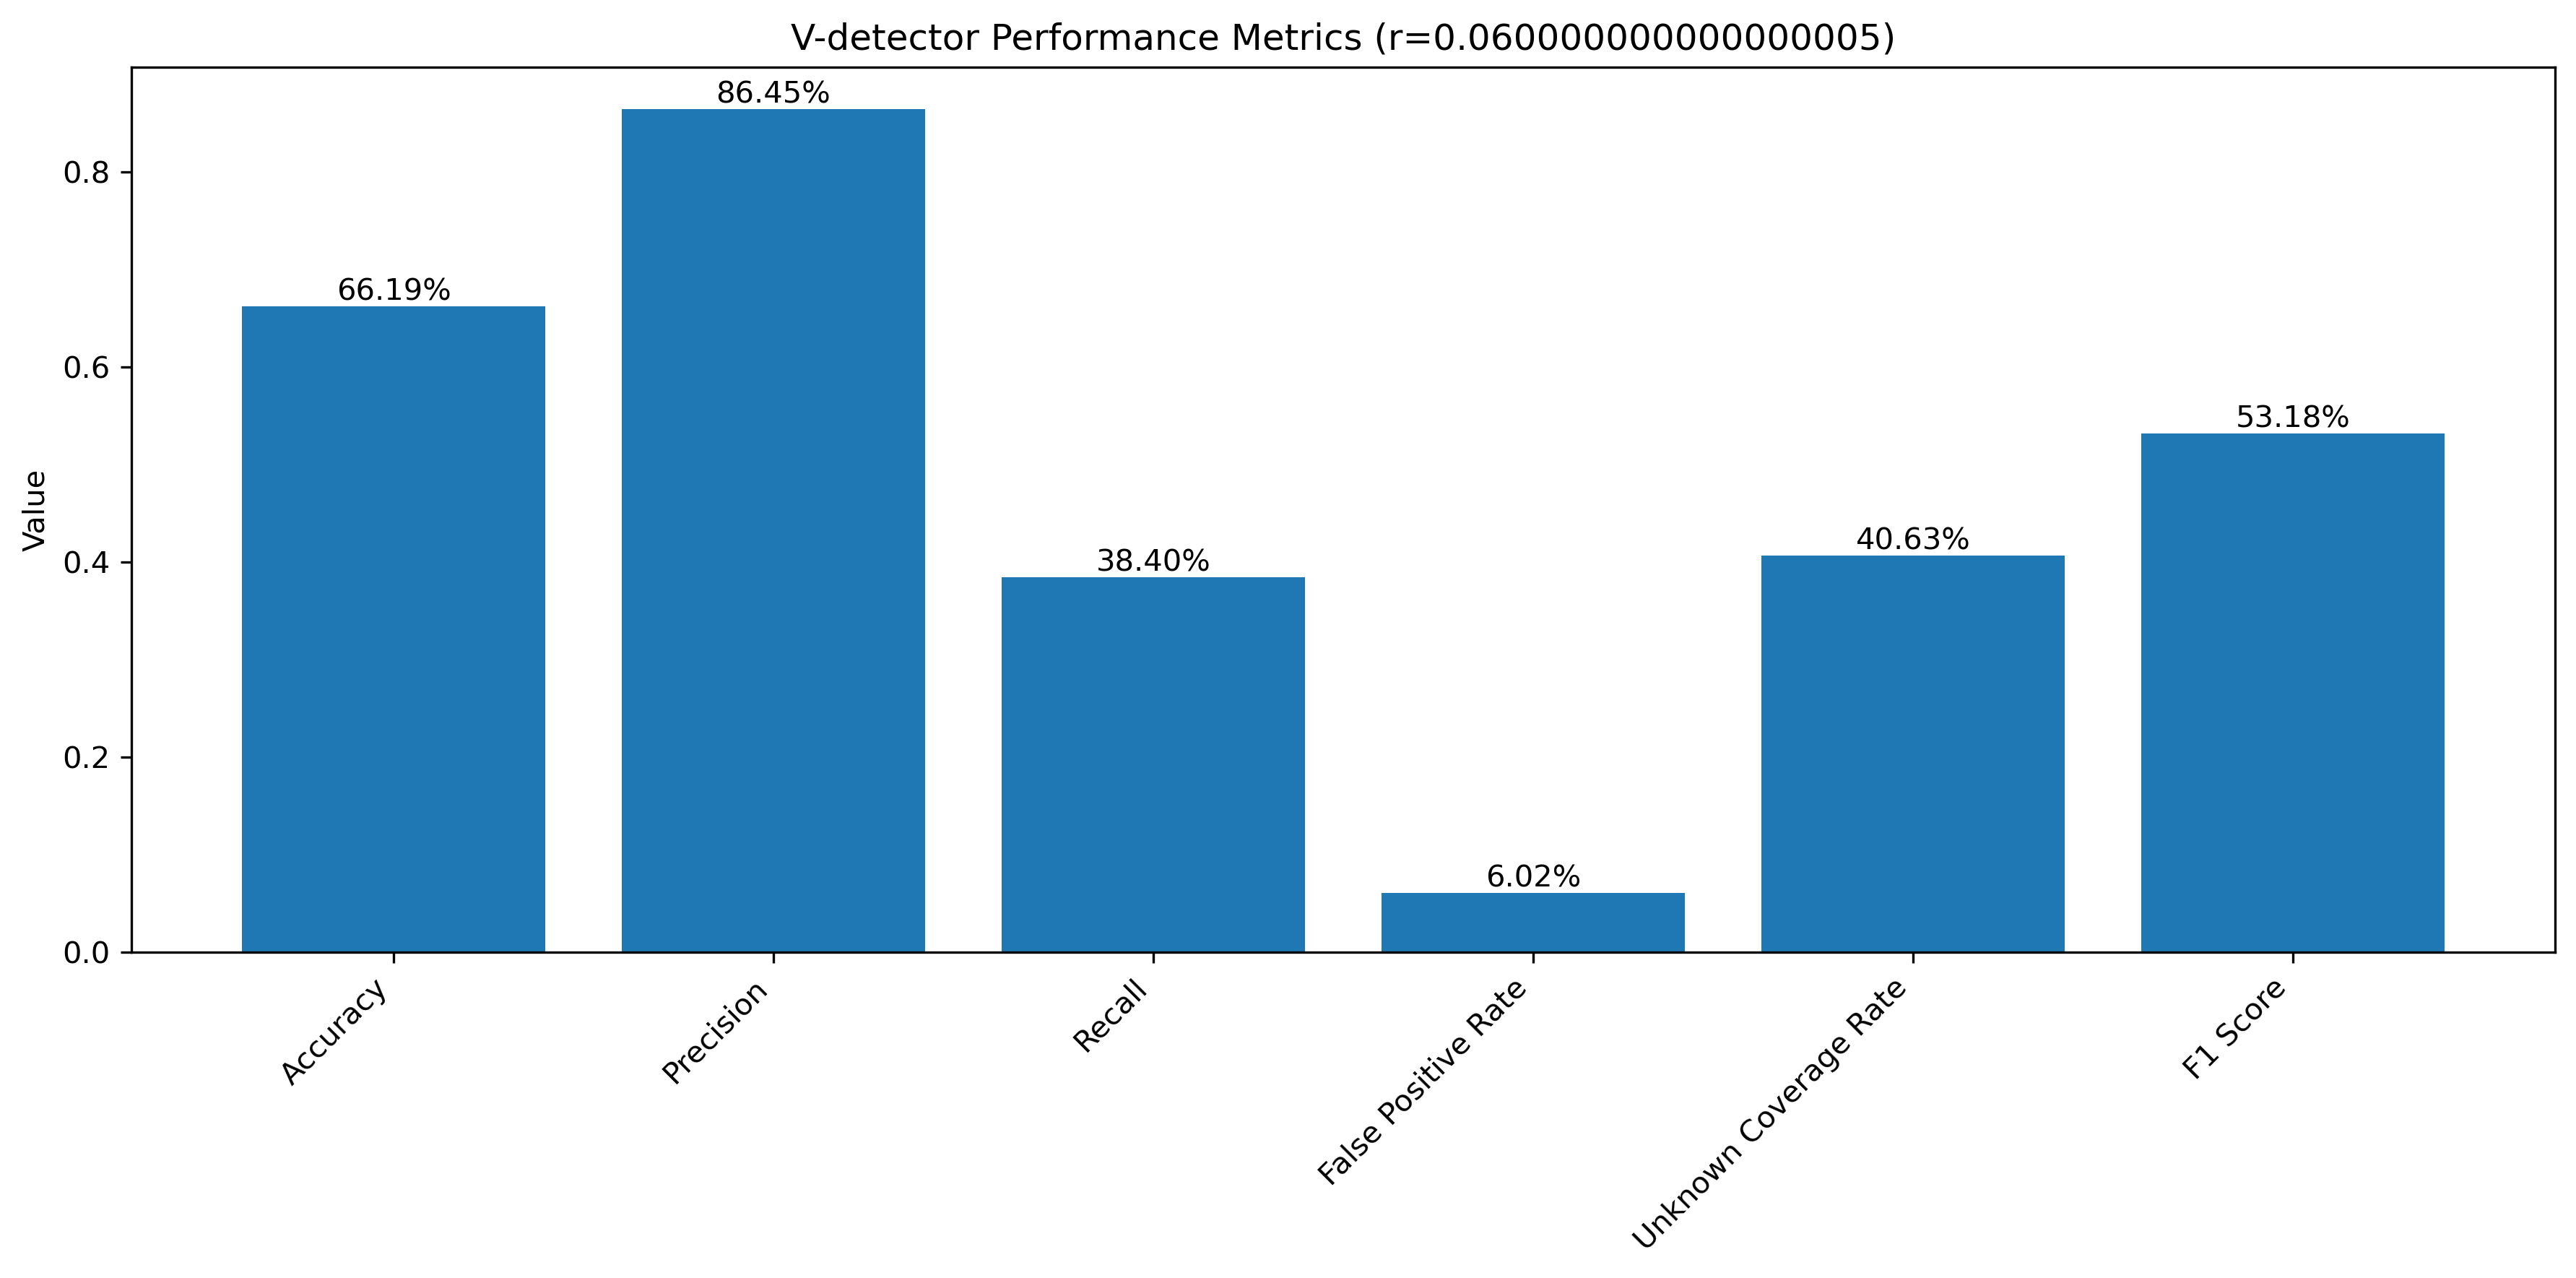 V-detector Performance Metrics (r=0.060000000000000005)
Value
0.8
0.6
0.4
0.2
0.0
66.19%
86.45%
38.40%
6.02%
40.63%
53.18%
Accuracy
Precision
Recall
False Positive Rate
Unknown Coverage Rate
F1 Score